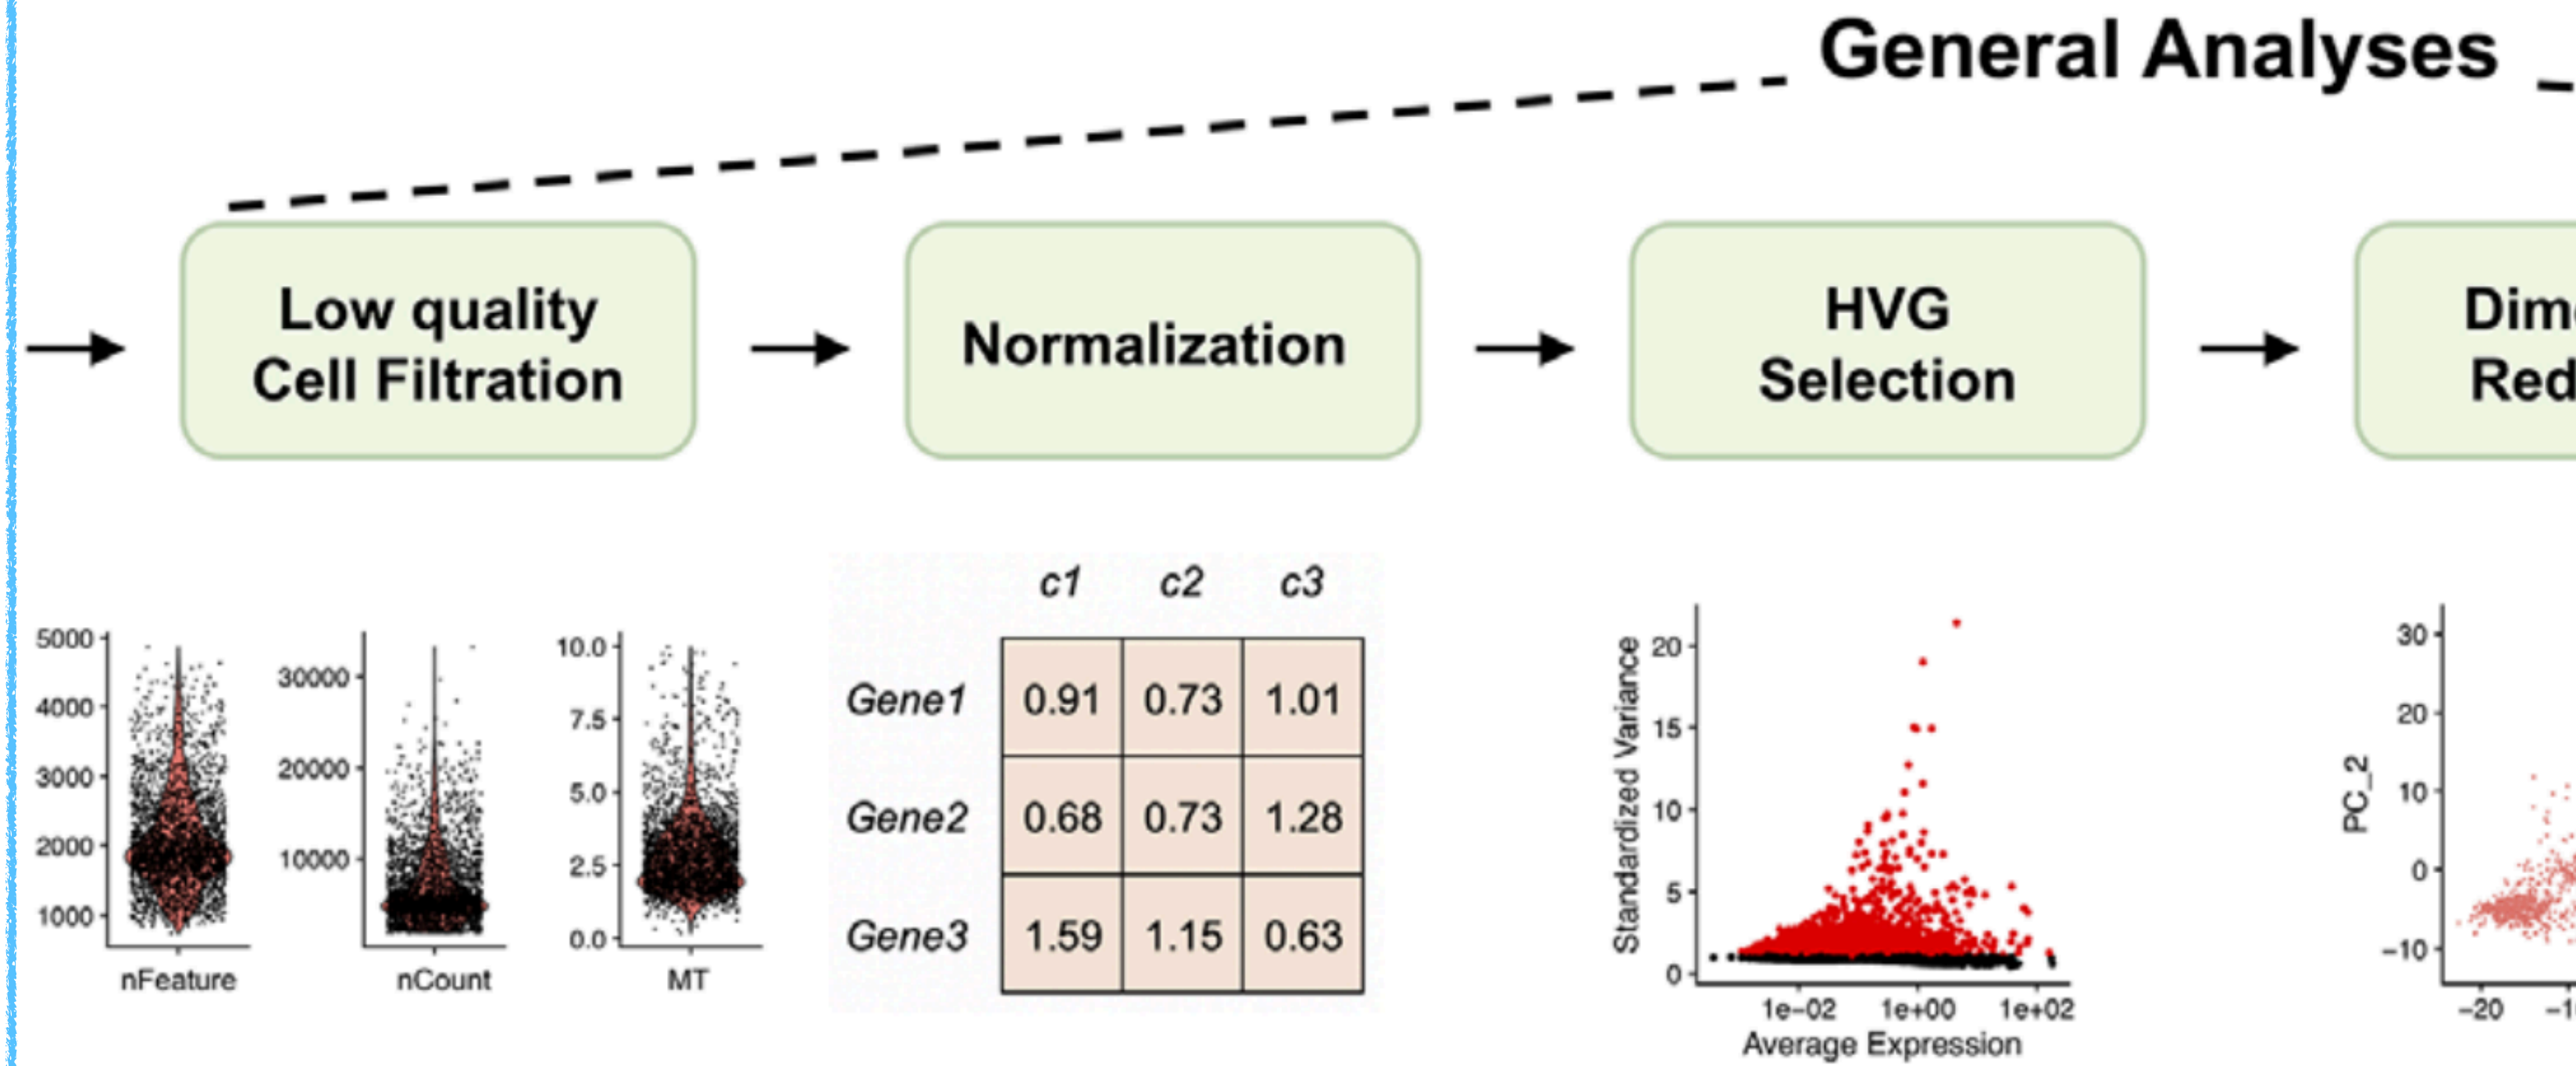 General Analyses
Low quality
Cell Filtration
Normalization
HVG
Selection
Dim
Red
5000
4000
3000
2000
1000
nFeature
30000
20000
10000
nCount
10.0
7.5
5.0
2.5
0.0
MT
c1 c2 c3
Gene1 0.91 0.73 1.01
Gene2 0.68 0.73 1.28
Gene3 1.59 1.15 0.63
Standardized Variance
20
15
10
5
0
1e-02 1e+00 1e+02
Average Expression
PC_2
30
20
10
0
−10
−20